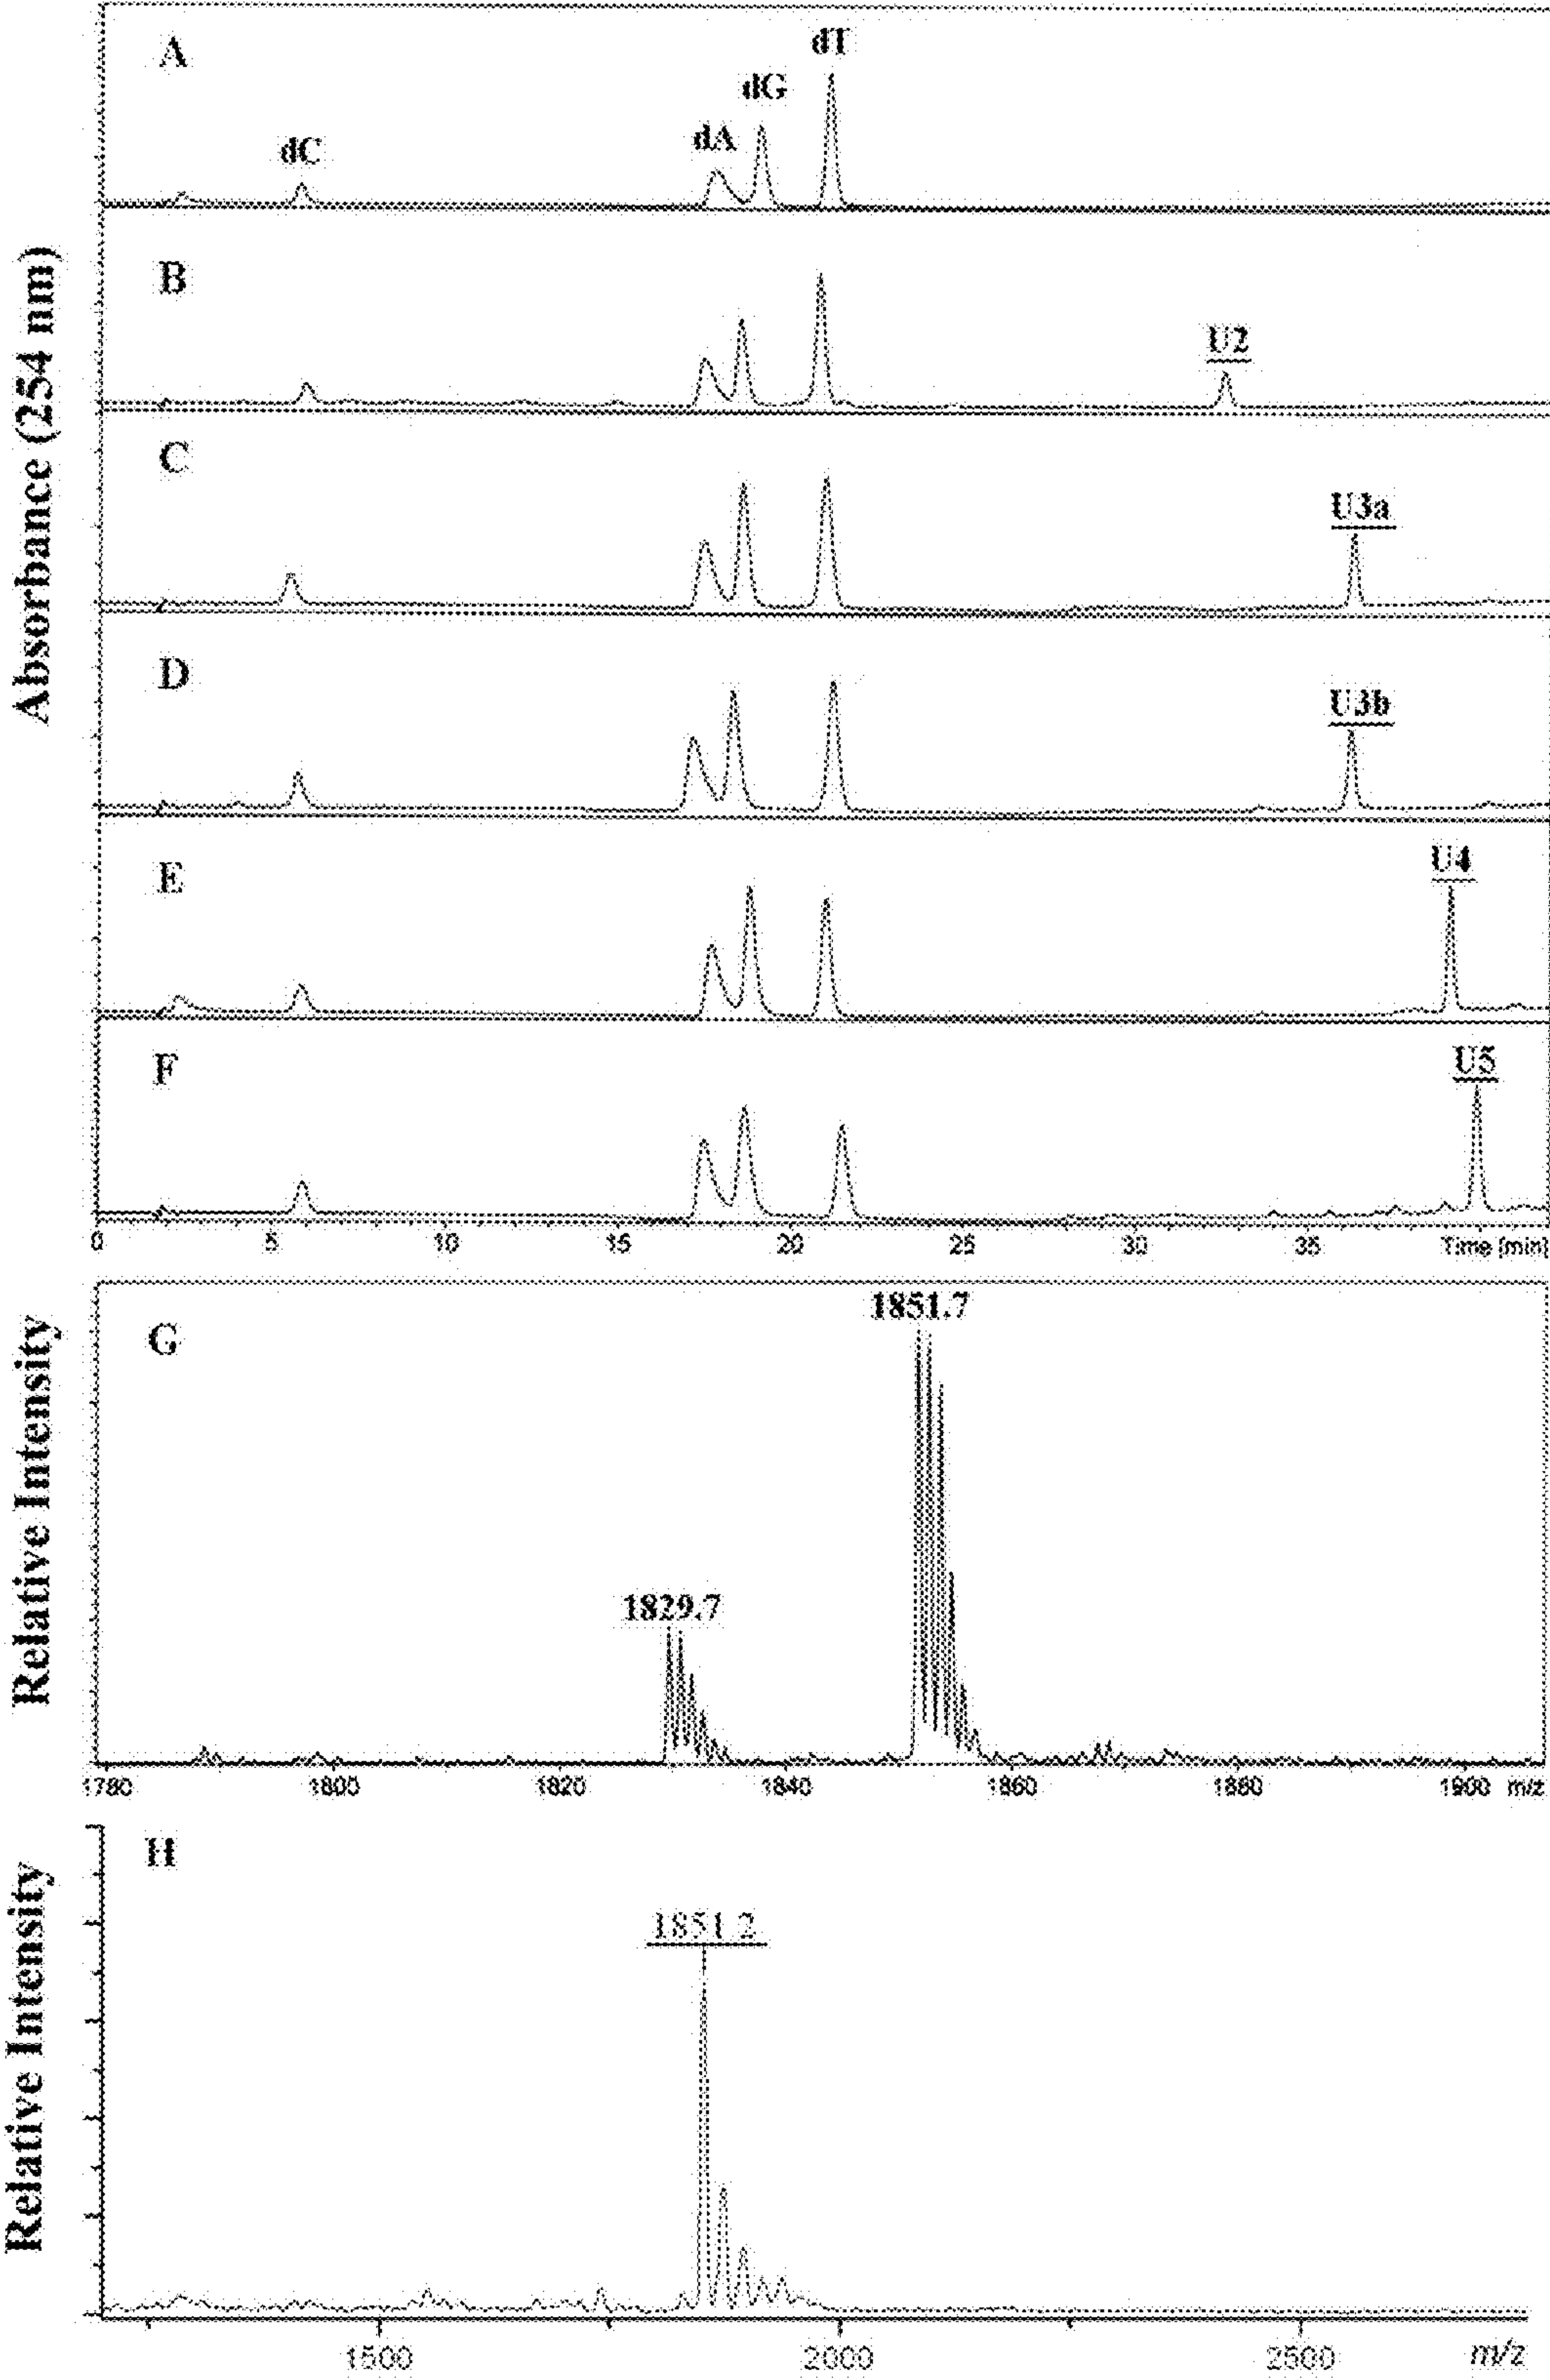 A
dC
dA
dG
dT
B
U2
C
U3a
D
U3b
E
U4
F
U5
Absorbance (254 nm)
0 5 10 15 20 25 30 35 Time [min]
G
1829.7
1851.7
Relative Intensity
1780 1800 1820 1840 1860 1880 1900 m/z
H
1851.2
Relative Intensity
1500 2000 2500 m/z